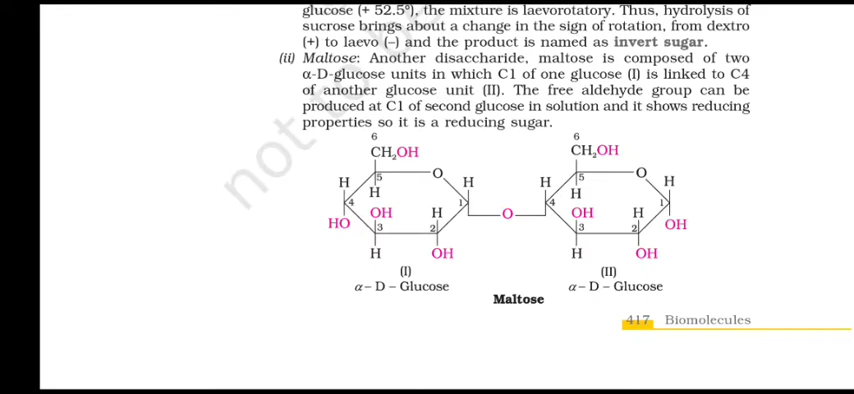 glucose (+ 52.5°), the mixture is laevorotatory. Thus, hydrolysis of
sucrose brings about a change in the sign of rotation, from dextro
(+) to laevo (–) and the product is named as invert sugar.
(ii) Maltose: Another disaccharide, maltose is composed of two
α-D-glucose units in which C1 of one glucose (I) is linked to C4
of another glucose unit (II). The free aldehyde group can be
produced at C1 of second glucose in solution and it shows reducing
properties so it is a reducing sugar.
6 6
CH₂OH CH₂OH
5 O 5 O
H H H H H H
4 1 4 1
HO OH H O OH H OH
3 2 3 2
H OH H OH
(I) (II)
α– D – Glucose α– D – Glucose
Maltose
417 Biomolecules
not to be